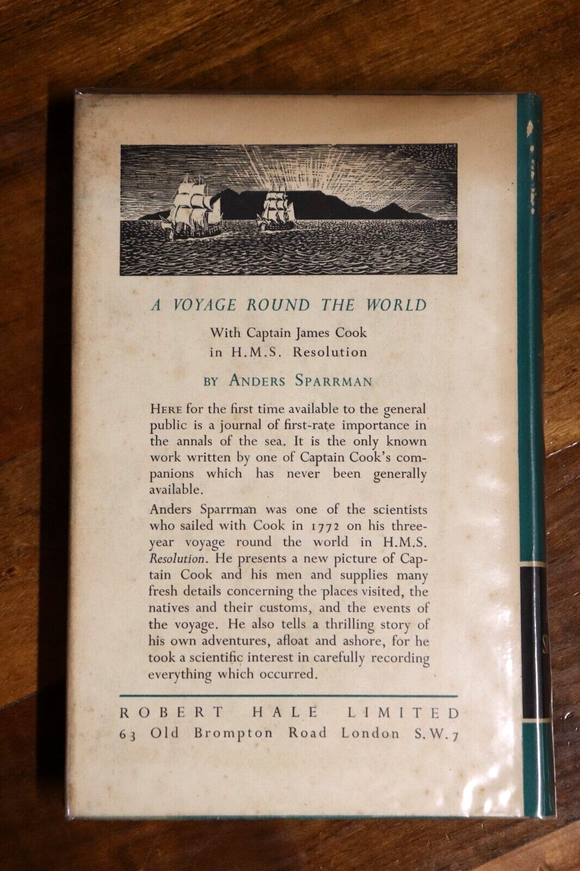 A VOYAGE ROUND THE WORLD
With Captain James Cook
in H.M.S. Resolution
BY ANDERS SPARRMAN
HERE for the first time available to the general
public is a journal of first-rate importance in
the annals of the sea. It is the only known
work written by one of Captain Cook's com-
panions which has never been generally
available.
Anders Sparrman was one of the scientists
who sailed with Cook in 1772 on his three-
year voyage round the world in H.M.S.
Resolution. He presents a new picture of Cap-
tain Cook and his men and supplies many
fresh details concerning the places visited, the
natives and their customs, and the events of
the voyage. He also tells a thrilling story of
his own adventures, afloat and ashore, for he
took a scientific interest in carefully recording
everything which occurred.
ROBERT HALE LIMITED
63 Old Brompton Road London S.W.7